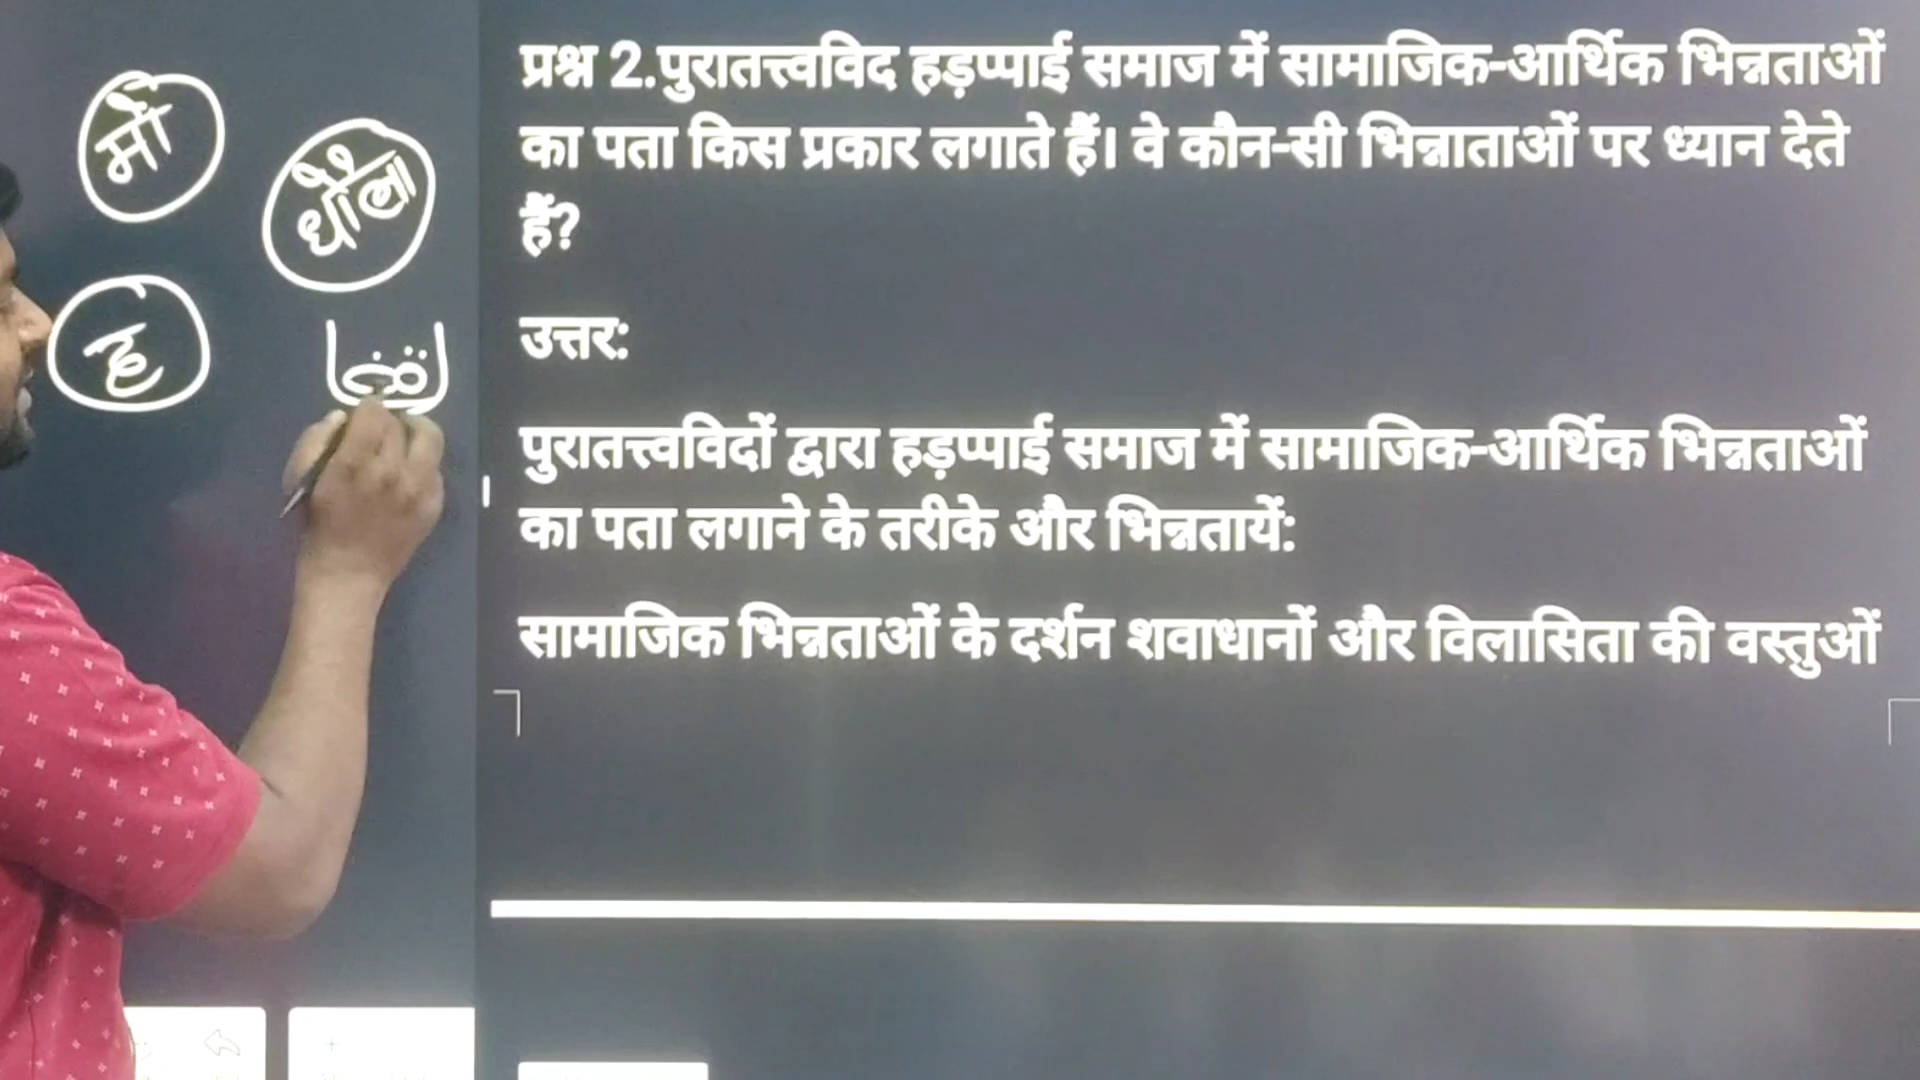 मो
धौला
ह
प्रश्न 2.पुरातत्त्वविद हड़प्पाई समाज में सामाजिक-आर्थिक भिन्नताओं
का पता किस प्रकार लगाते हैं। वे कौन-सी भिन्नाताओं पर ध्यान देते
हैं?
उत्तर:
पुरातत्त्वविदों द्वारा हड़प्पाई समाज में सामाजिक-आर्थिक भिन्नताओं
का पता लगाने के तरीके और भिन्नतायें:
सामाजिक भिन्नताओं के दर्शन शवाधानों और विलासिता की वस्तुओं